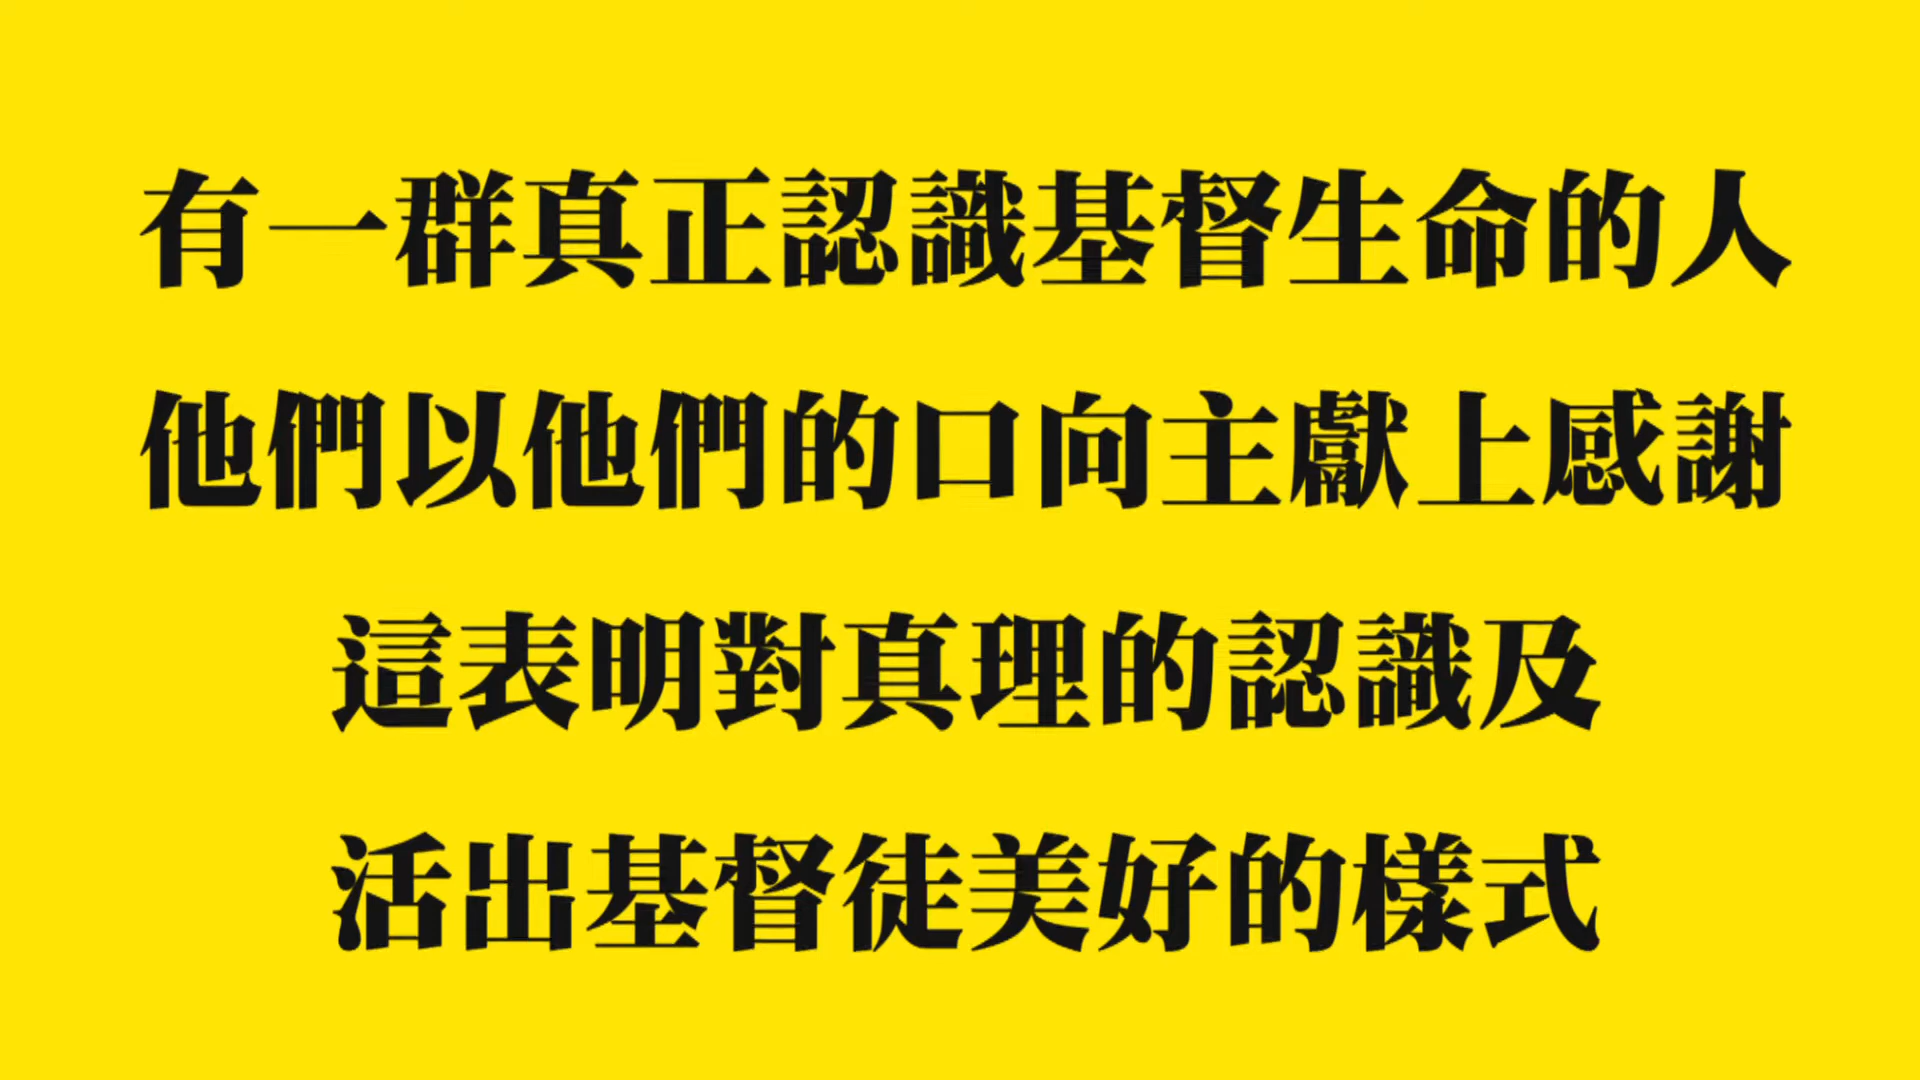 有一群真正認識基督生命的人
他們以他們的口向主獻上感謝
這表明對真理的認識及
活出基督徒美好的樣式